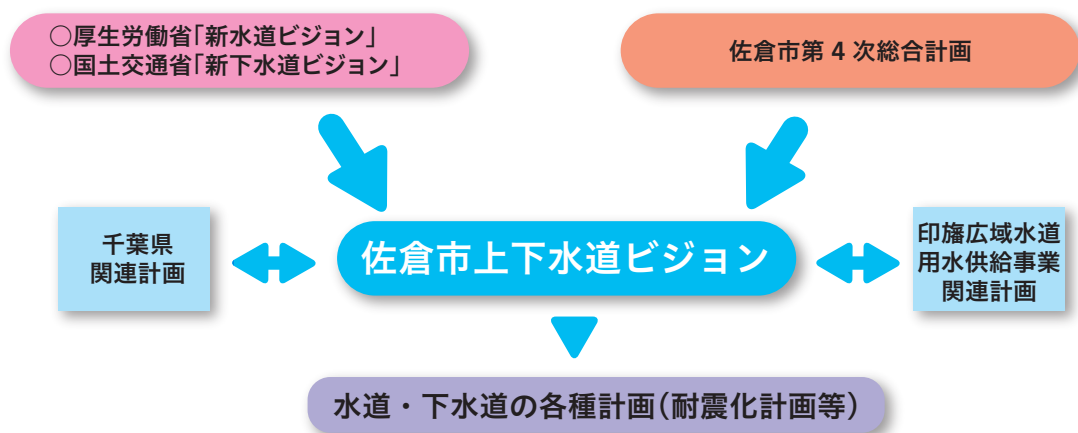 ○厚生労働省「新水道ビジョン」
○国土交通省「新下水道ビジョン」
佐倉市第4次総合計画
千葉県
関連計画
佐倉市上下水道ビジョン
印旛広域水道
用水供給事業
関連計画
水道・下水道の各種計画(耐震化計画等)